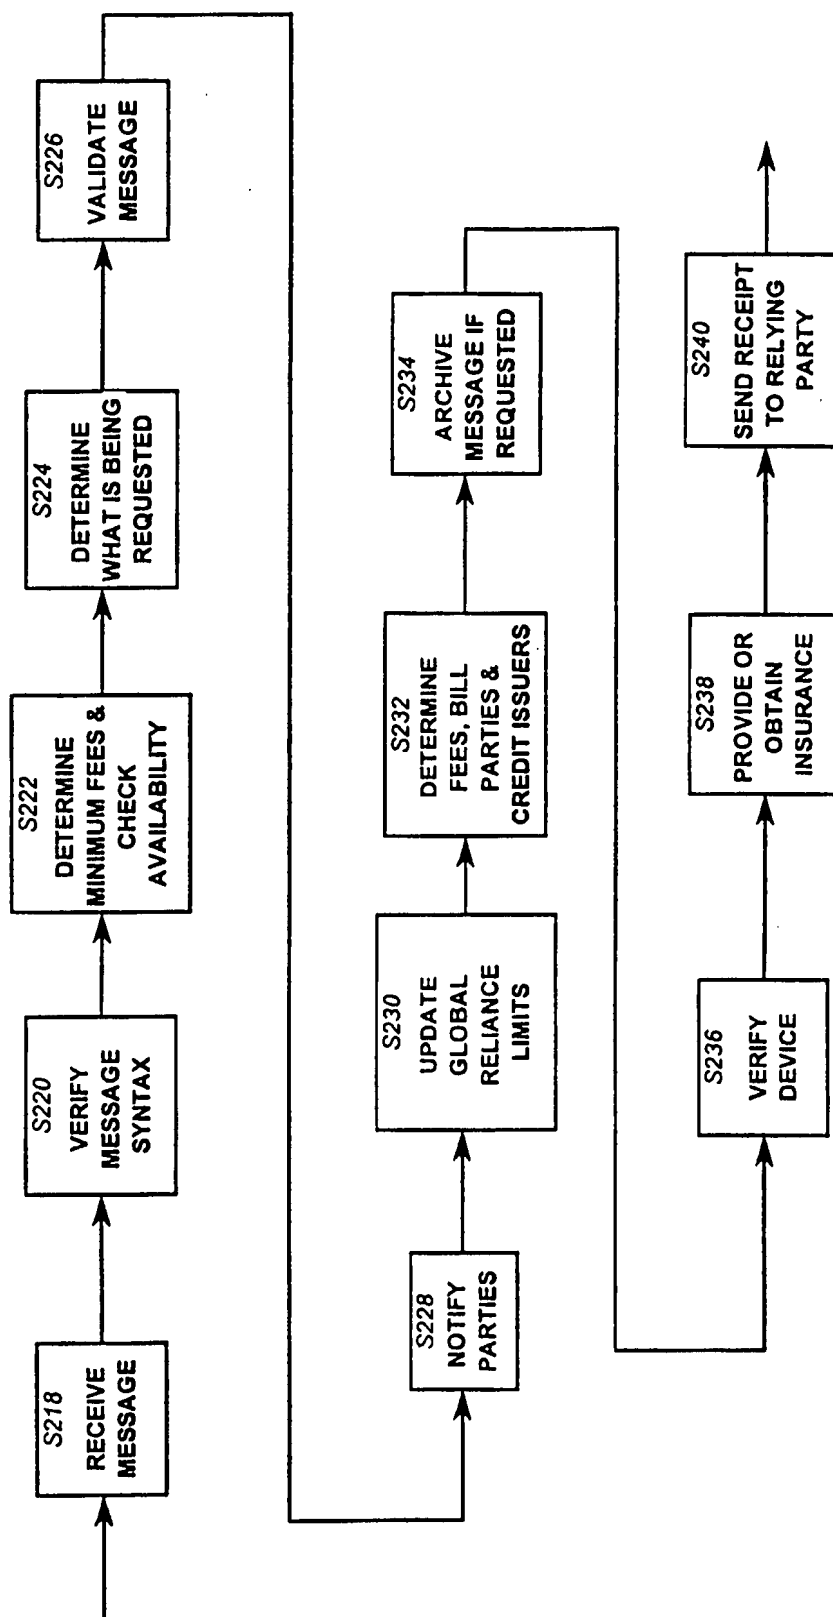 S218
RECEIVE
MESSAGE
S220
VERIFY
MESSAGE
SYNTAX
S222
DETERMINE
MINIMUM FEES &
CHECK
AVAILABILITY
S224
DETERMINE
WHAT IS BEING
REQUESTED
S226
VALIDATE
MESSAGE
S228
NOTIFY
PARTIES
S230
UPDATE
GLOBAL
RELIANCE
LIMITS
S232
DETERMINE
FEES, BILL
PARTIES &
CREDIT ISSUERS
S234
ARCHIVE
MESSAGE IF
REQUESTED
S236
VERIFY
DEVICE
S238
PROVIDE OR
OBTAIN
INSURANCE
S240
SEND RECEIPT
TO RELYING
PARTY